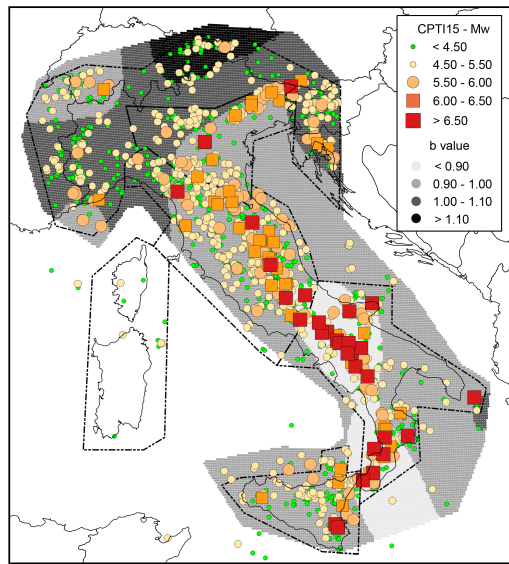 CPTI15 - Mw
< 4.50
4.50 - 5.50
5.50 - 6.00
6.00 - 6.50
> 6.50
b value
< 0.90
0.90 - 1.00
1.00 - 1.10
> 1.10